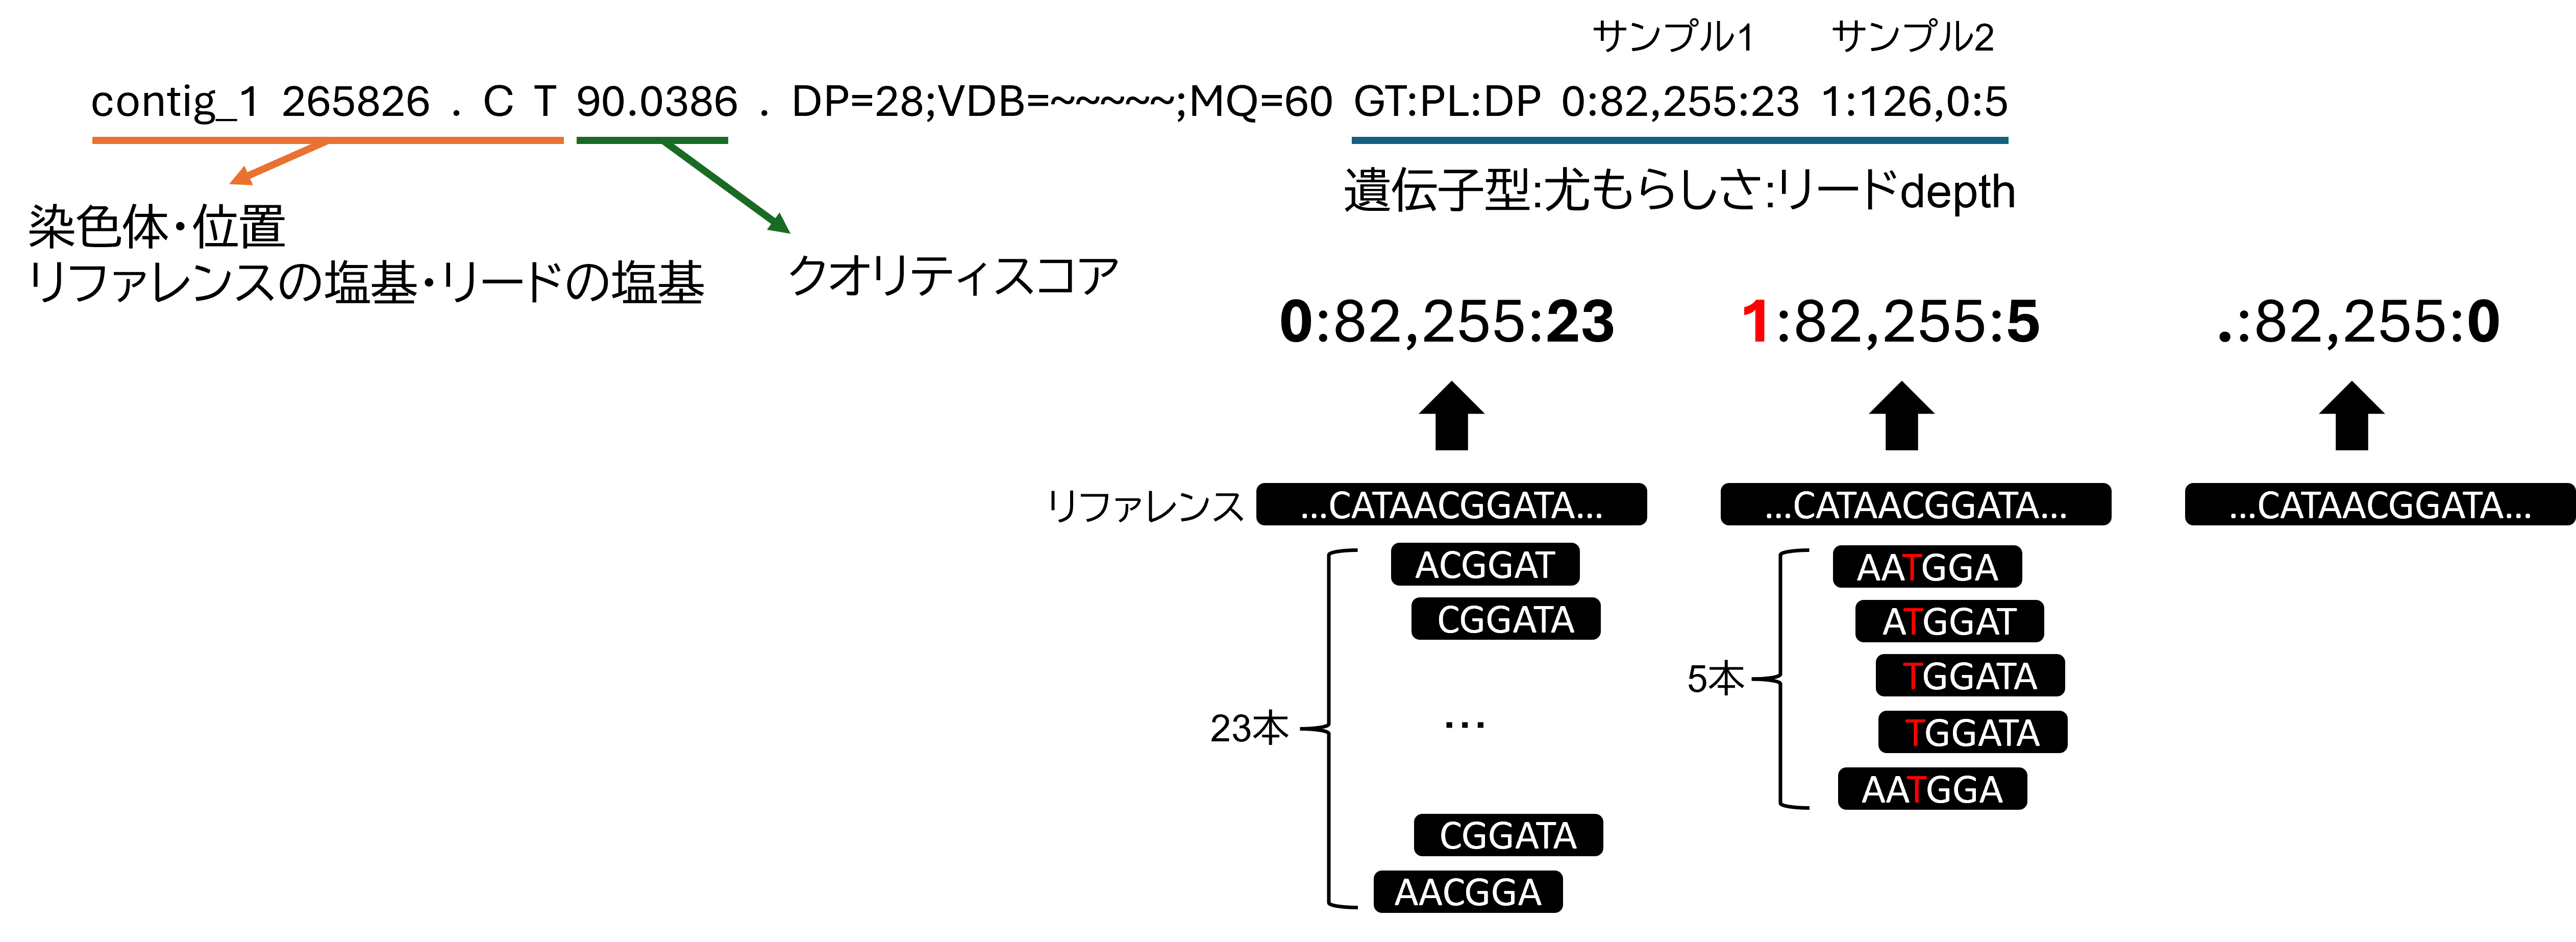 サンプル1 サンプル2
contig_1 265826 . C T 90.0386 . DP=28;VDB=~~~~~;MQ=60 GT:PL:DP 0:82,255:23 1:126,0:5
遺伝子型:尤もらしさ:リードdepth
染色体・位置
リファレンスの塩基・リードの塩基
クオリティスコア
0:82,255:23 1:82,255:5 .:82,255:0
リファレンス ...CATAACGGATA... ...CATAACGGATA... ...CATAACGGATA...
23本
ACGGAT
CGGATA
...
CGGATA
AACGGA
5本
AATGGA
ATGGAT
TGGATA
TGGATA
AATGGA